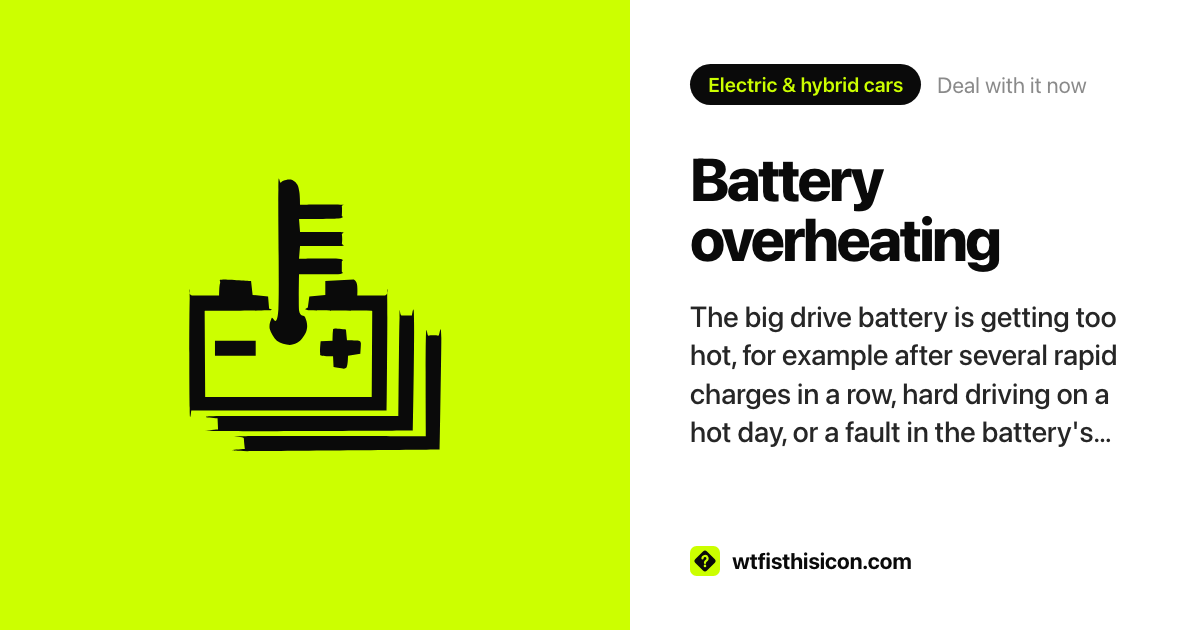 Electric & hybrid cars
Deal with it now
Battery
overheating
The big drive battery is getting too
hot, for example after several rapid
charges in a row, hard driving on a
hot day, or a fault in the battery's...
wtfisthisicon.com